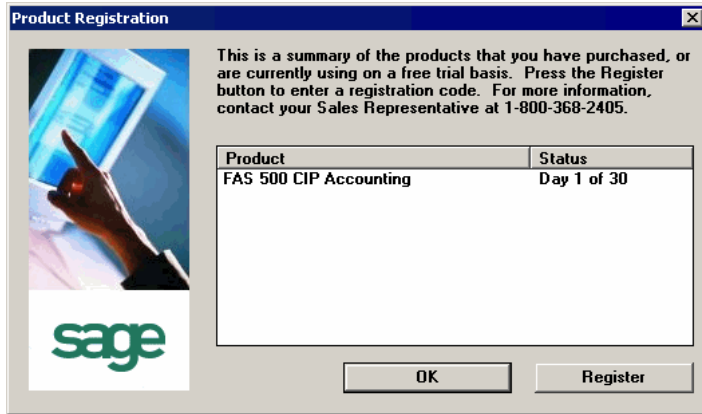 Product Registration
This is a summary of the products that you have purchased, or
are currently using on a free trial basis. Press the Register
button to enter a registration code. For more information,
contact your Sales Representative at 1-800-368-2405.
Product Status
FAS 500 CIP Accounting Day 1 of 30
sage
OK Register